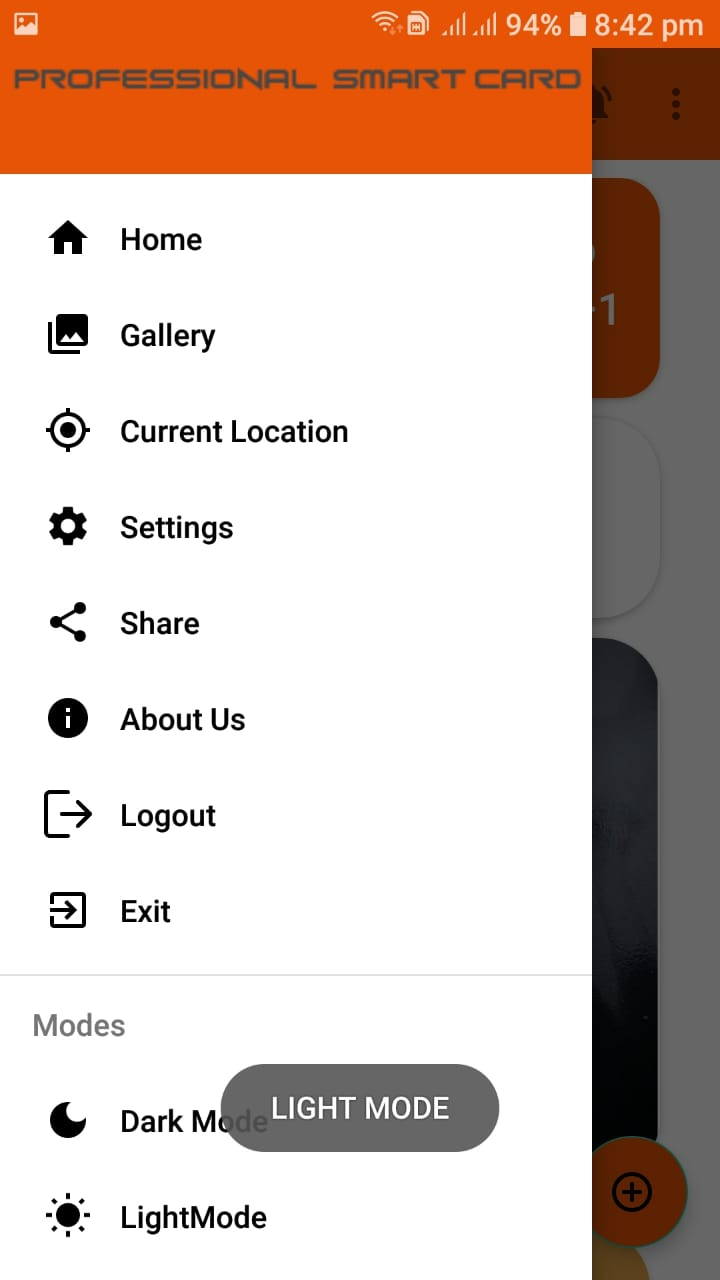 94% 8:42 pm
PROFESSIONAL SMART CARD
1
Home
Gallery
Current Location
Settings
Share
About Us
Logout
Exit
Modes
Dark Mode
LIGHT MODE
LightMode